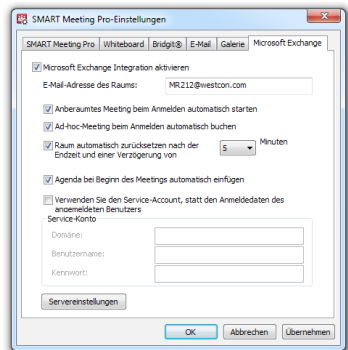 SMART Meeting Pro-Einstellungen
SMART Meeting Pro Whiteboard Bridgit® E-Mail Galerie Microsoft Exchange
Microsoft Exchange Integration aktivieren
E-Mail-Adresse des Raums: MR212@westcon.com
Anberaumtes Meeting beim Anmelden automatisch starten
Ad-hoc-Meeting beim Anmelden automatisch buchen
Raum automatisch zurücksetzen nach der 5 Minuten
Endzeit und einer Verzögerung von
Agenda bei Beginn des Meetings automatisch einfügen
Verwenden Sie den Service-Account, statt den Anmeldedaten des
angemeldeten Benutzers
Service-Konto
Domäne:
Benutzername:
Kennwort:
Servereinstellungen
OK Abbrechen Übernehmen